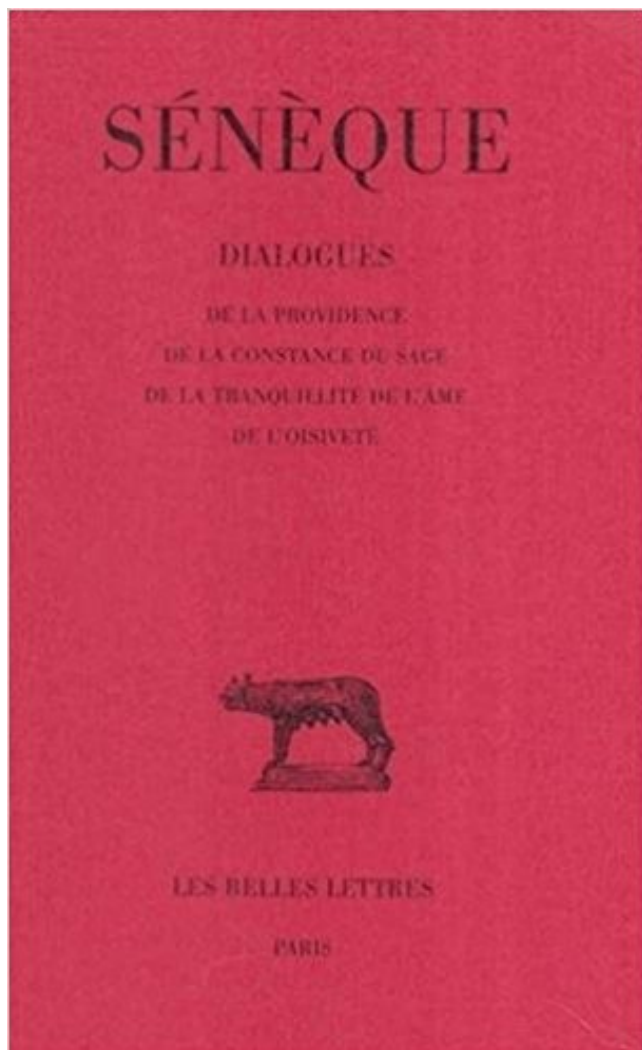 SÉNÈQUE
DIALOGUES
DE LA PROVIDENCE
DE LA CONSTANCE DU SAGE
DE LA TRANQUILLITÉ DE L'ÂME
DE L'OISIVETÉ
LES BELLES LETTRES
PARIS